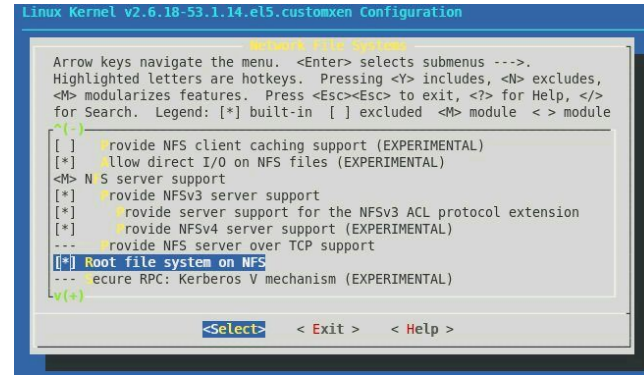 Linux Kernel v2.6.18-53.1.14.el5.customxen Configuration
Network File Systems
Arrow keys navigate the menu.  <Enter> selects submenus --->.
Highlighted letters are hotkeys.  Pressing <Y> includes, <N> excludes,
<M> modularizes features.  Press <Esc><Esc> to exit, <?> for Help, </>
for Search.  Legend: [*] built-in  [ ] excluded  <M> module  < > module
^(-)
[ ]   Provide NFS client caching support (EXPERIMENTAL)
[*]   Allow direct I/O on NFS files (EXPERIMENTAL)
<M> NFS server support
[*]   Provide NFSv3 server support
[*]     Provide server support for the NFSv3 ACL protocol extension
[*]     Provide NFSv4 server support (EXPERIMENTAL)
---   Provide NFS server over TCP support
[*] Root file system on NFS
--- Secure RPC: Kerberos V mechanism (EXPERIMENTAL)
v(+)
<Select>    < Exit >    < Help >